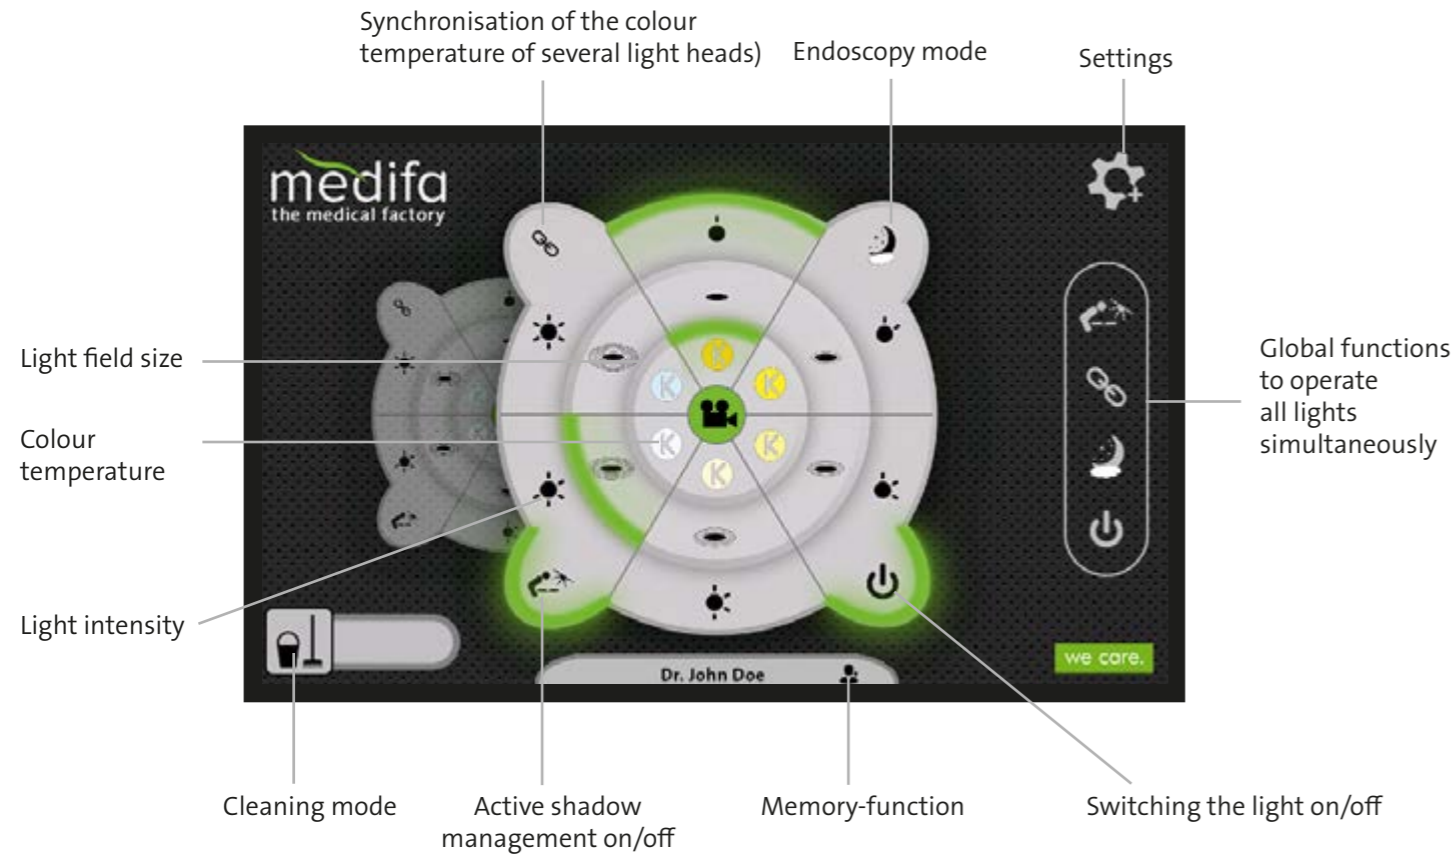 Synchronisation of the colour
temperature of several light heads)
Endoscopy mode
Settings
medifa
the medical factory
Light field size
Colour
temperature
Light intensity
K
K
K
K
K
K
Global functions
to operate
all lights
simultaneously
we care.
Dr. John Doe
Cleaning mode
Active shadow
management on/off
Memory-function
Switching the light on/off